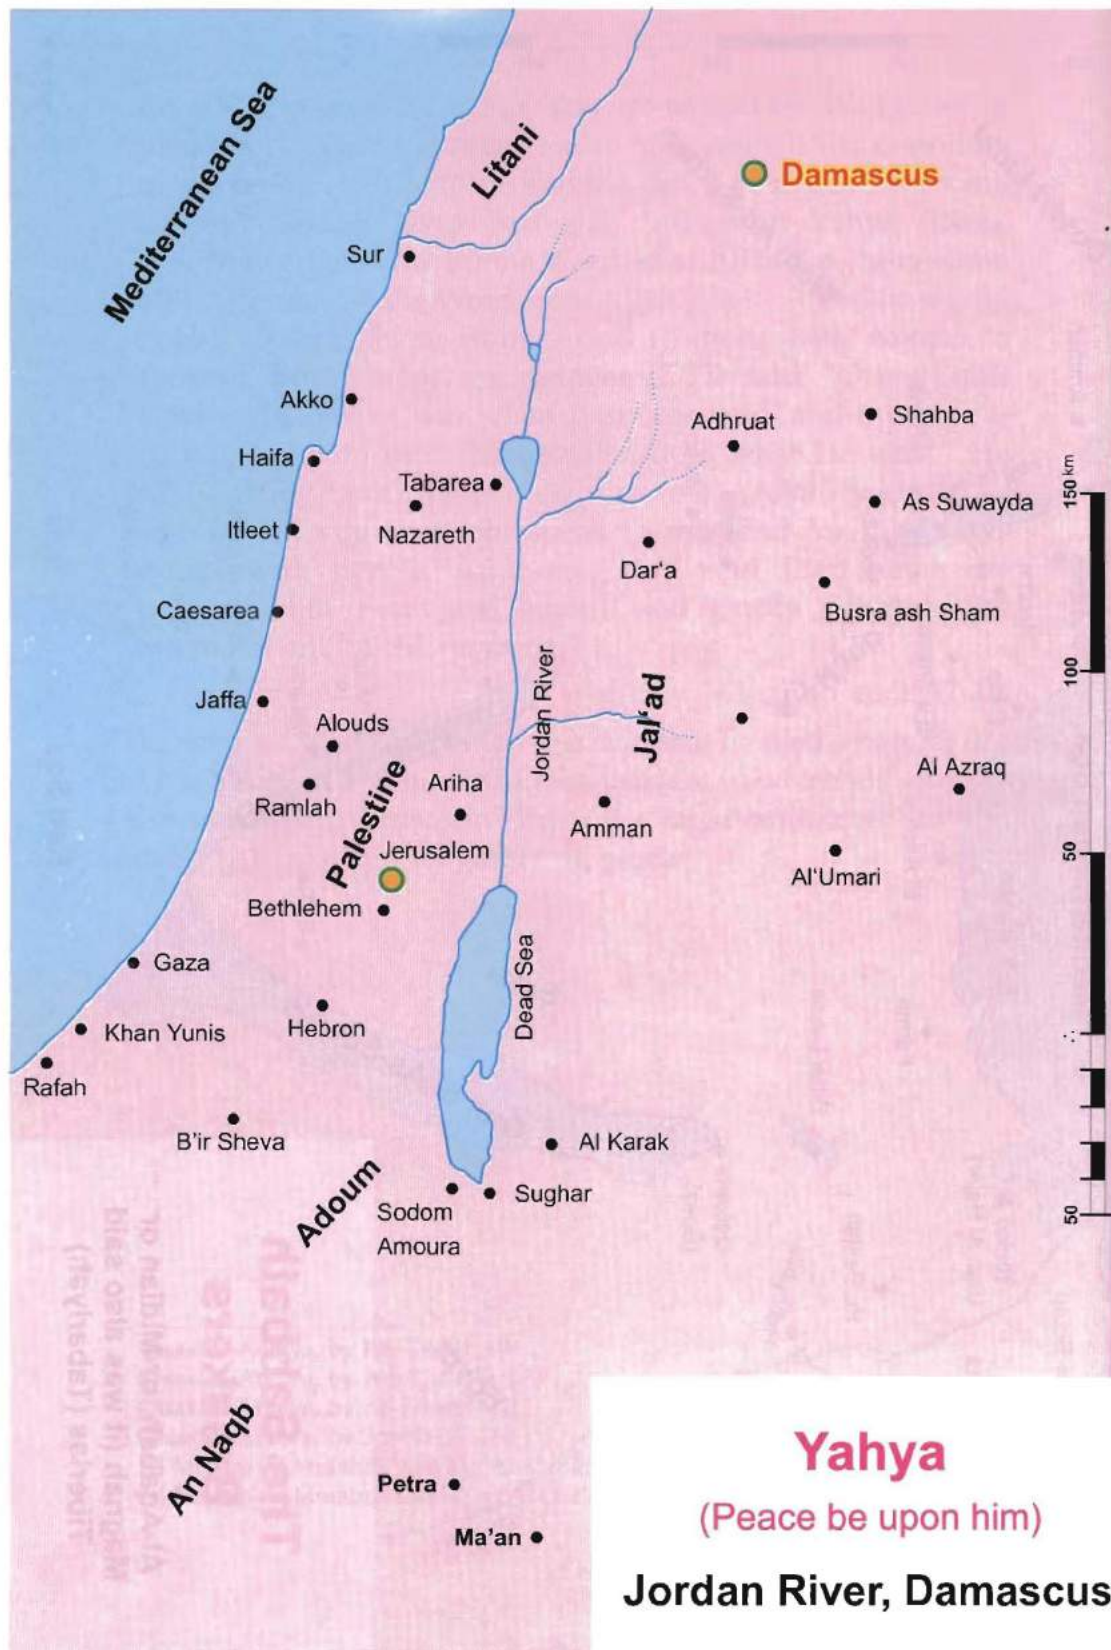 Mediterranean Sea
Litani
Damascus
Sur
Akko
Haifa
Tabarea
Nazareth
Itleet
Caesarea
Jaffa
Adhruat
Shahba
As Suwayda
Dar‘a
Busra ash Sham
Jordan River
Jal‘ad
Alouds
Ramlah
Palestine
Ariha
Jerusalem
Bethlehem
Amman
Al Azraq
Al‘Umari
Gaza
Khan Yunis
Rafah
Hebron
Dead Sea
B’ir Sheva
Adoum
Al Karak
Sughar
Sodom
Amoura
An Naqb
Petra
Ma’an
150 km
100
50
50
Yahya
(Peace be upon him)
Jordan River, Damascus